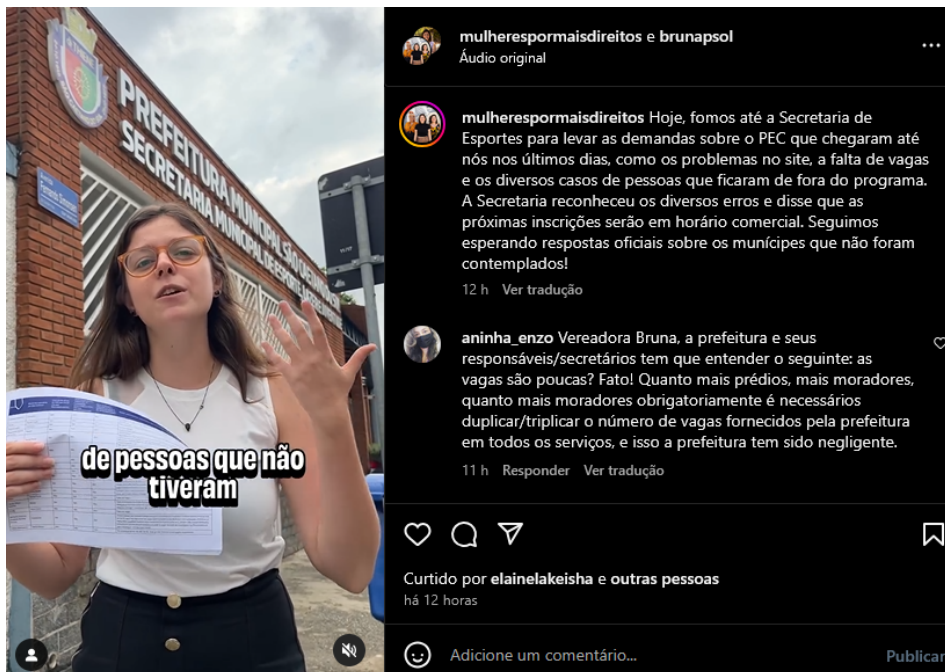 PREFEITURA MUNICIPAL SÃO CAETANO DO SUL
SECRETARIA MUNICIPAL DE ESPORTE
de pessoas que não
tiveram
mulherespormaisdireitos e brunapsol
Áudio original
mulherespormaisdireitos Hoje, fomos até a Secretaria de
Esportes para levar as demandas sobre o PEC que chegaram até
nós nos últimos dias, como os problemas no site, a falta de vagas
e os diversos casos de pessoas que ficaram de fora do programa.
A Secretaria reconheceu os diversos erros e disse que as
próximas inscrições serão em horário comercial. Seguimos
esperando respostas oficiais sobre os munícipes que não foram
contemplados!
12 h Ver tradução
aninha_enzo Vereadora Bruna, a prefeitura e seus
responsáveis/secretários tem que entender o seguinte: as
vagas são poucas? Fato! Quanto mais prédios, mais moradores,
quanto mais moradores obrigatoriamente é necessários
duplicar/triplicar o número de vagas fornecidos pela prefeitura
em todos os serviços, e isso a prefeitura tem sido negligente.
11 h Responder Ver tradução
Curtido por elainelakeisha e outras pessoas
há 12 horas
Adicione um comentário... Publicar